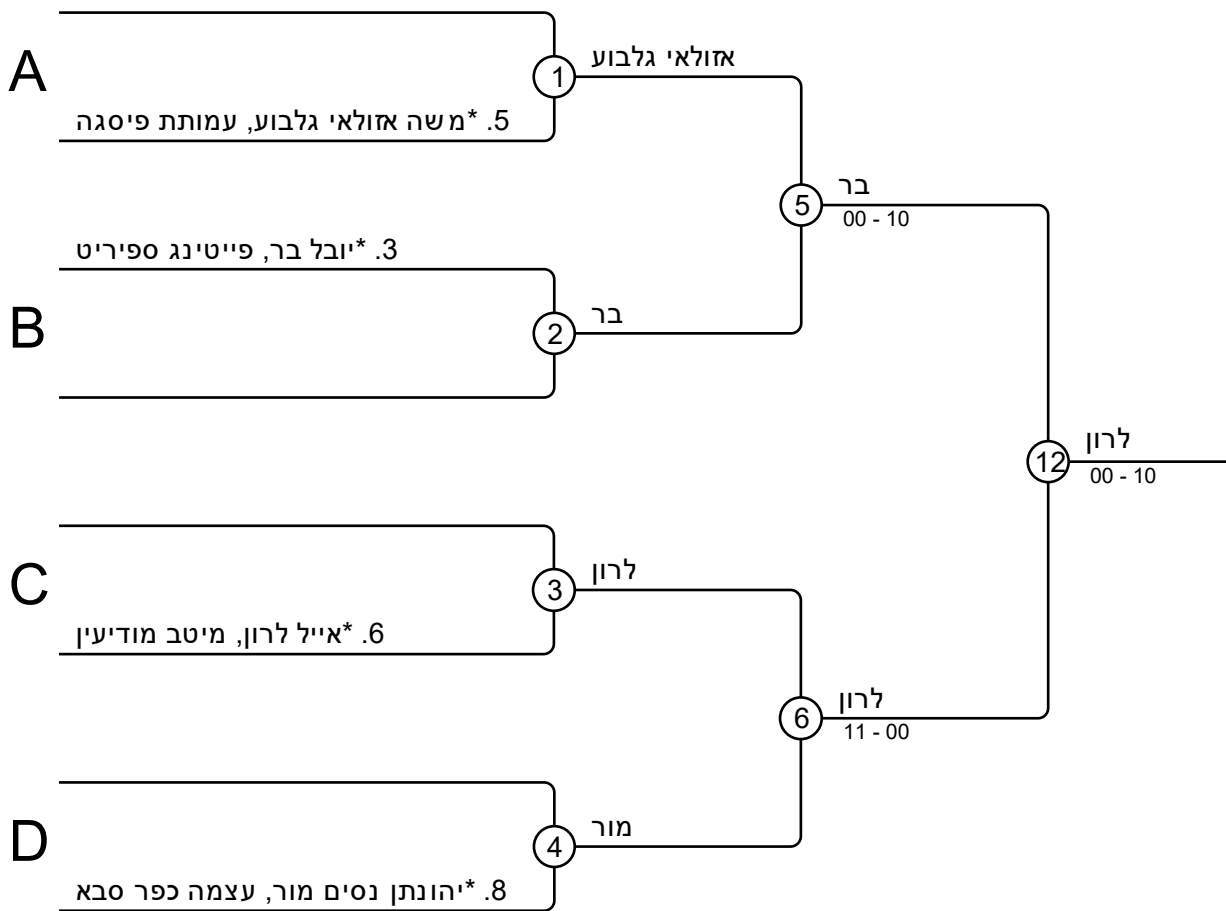 A
5. *משה אזולאי גלבוע, עמותת פיסגה
1
אזולאי גלבוע
3. *יובל בר, פייטינג ספיריט
B
2
בר
5
בר
00 - 10
C
6. *אייל לרון, מיטב מודיעין
3
לרון
D
8. *יהונתן נסים מור, עצמה כפר סבא
4
מור
6
לרון
11 - 00
12
לרון
00 - 10